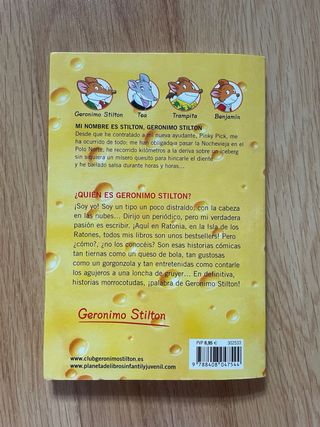 Geronimo Stilton
Tea
Trampita
Benjamín
MI NOMBRE ES STILTON, GERONIMO STILTON
Desde que he contratado a mi nueva ayudante, Pinky Pick, me
ha ocurrido de todo: me han obligado a pasar la Nochevieja en el
Polo Norte, he recorrido kilómetros a la deriva sobre un iceberg
sin siquiera un mísero quesito para hincarle el diente
y he bailado salsa durante horas y horas...
¿QUIÉN ES GERONIMO STILTON?
¡Soy yo! Soy un tipo un poco distraído, con la cabeza
en las nubes... Dirijo un periódico, pero mi verdadera
pasión es escribir. ¡Aquí en Ratonia, en la Isla de los
Ratones, todos mis libros son unos bestsellers! Pero
¿cómo?, ¿no los conocéis? Son esas historias cómicas
tan tiernas como un queso de bola, tan gustosas
como un gorgonzola y tan entretenidas como contarle
los agujeros a una loncha de gruyer... En definitiva,
historias morrocotudas, ¡palabra de Geronimo Stilton!
Geronimo Stilton
www.clubgeronimostilton.es
www.planetadelibrosinfantilyjuvenil.com
PVP 8,95 € 302533
9 788408 047544